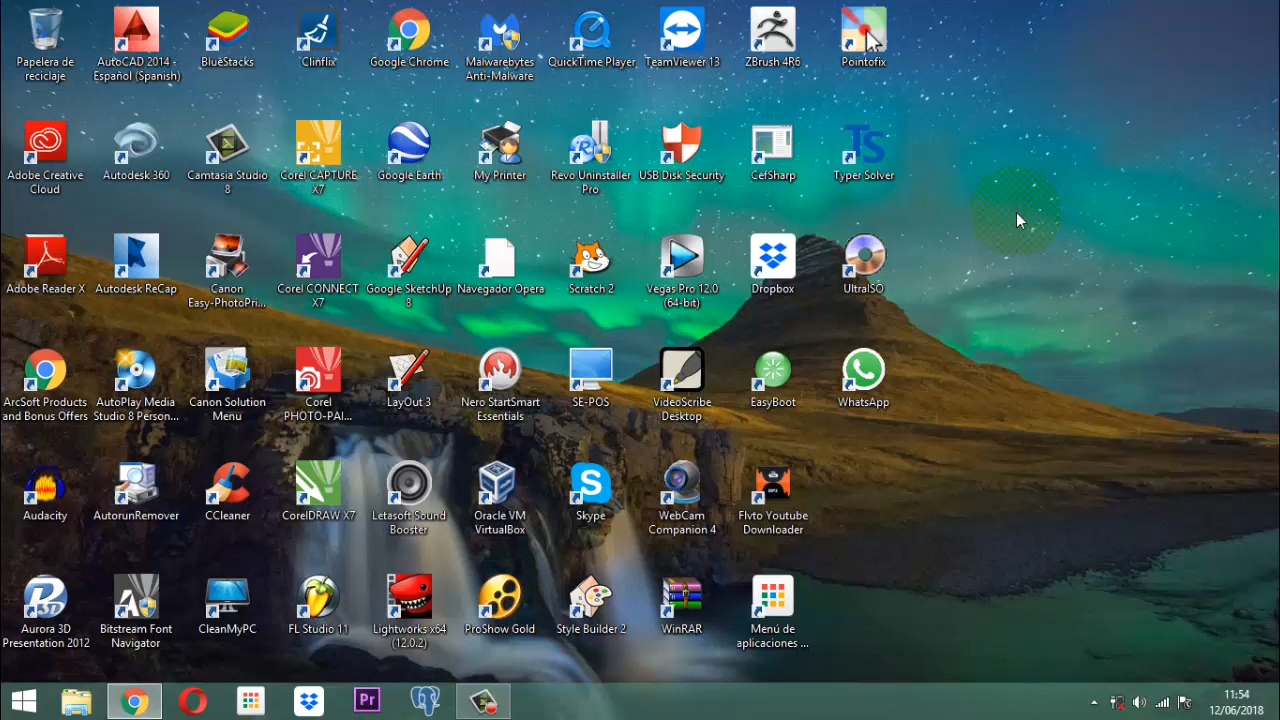 Papelera de
reciclaje
AutoCAD 2014 -
Español (Spanish)
BlueStacks
Clinflix
Google Chrome
Malwarebytes
Anti-Malware
QuickTime Player
TeamViewer 13
ZBrush 4R6
Pointofix
Adobe Creative
Cloud
Autodesk 360
Camtasia Studio
8
Corel CAPTURE
X7
Google Earth
My Printer
Revo Uninstaller
Pro
USB Disk Security
CefSharp
TS
Typer Solver
Adobe Reader X
Autodesk ReCap
Canon
Easy-PhotoPri...
Corel CONNECT
X7
Google SketchUp
8
Navegador Opera
Scratch 2
Vegas Pro 12.0
(64-bit)
Dropbox
UltraISO
ArcSoft Products
and Bonus Offers
AutoPlay Media
Studio 8 Person...
Canon Solution
Menu
Corel
PHOTO-PAI...
LayOut 3
Nero StartSmart
Essentials
SE-POS
VideoScribe
Desktop
EasyBoot
WhatsApp
Audacity
AutorunRemover
CCleaner
CorelDRAW X7
Letasoft Sound
Booster
Oracle VM
VirtualBox
Skype
WebCam
Companion 4
Flvto Youtube
Downloader
Aurora 3D
Presentation 2012
Bitstream Font
Navigator
CleanMyPC
FL Studio 11
Lightworks x64
(12.0.2)
ProShow Gold
Style Builder 2
WinRAR
Menú de
aplicaciones ...
Pr
11:54
12/06/2018